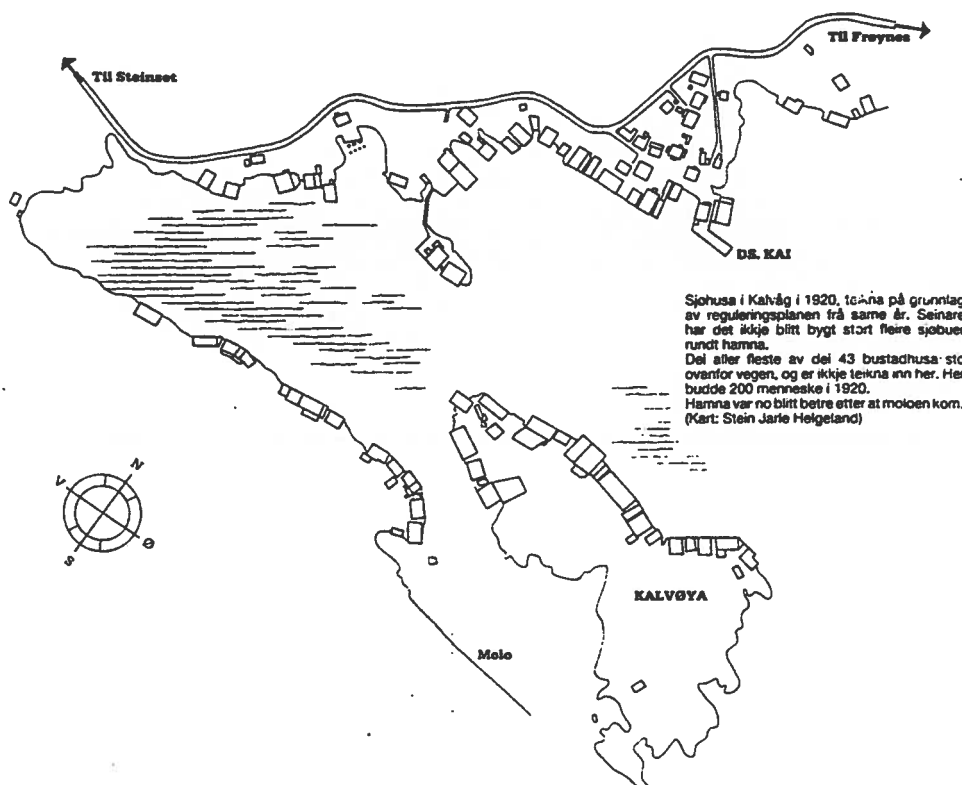 Til Frøynes
Til Steinset
DS. KAI
Sjøhusa i Kalvåg i 1920, teikna på grunnlag
av reguleringsplanen frå same år. Seinare
har det ikkje blitt bygt stort fleire sjøbuer
rundt hamna.
Dei aller fleste av dei 43 bustadhusa sto
ovanfor vegen, og er ikkje teikna inn her. Her
budde 200 menneske i 1920.
Hamna var no blitt betre etter at moloen kom.
(Kart: Stein Jarle Helgeland)
N
V
Ø
S
KALVØYA
Molo